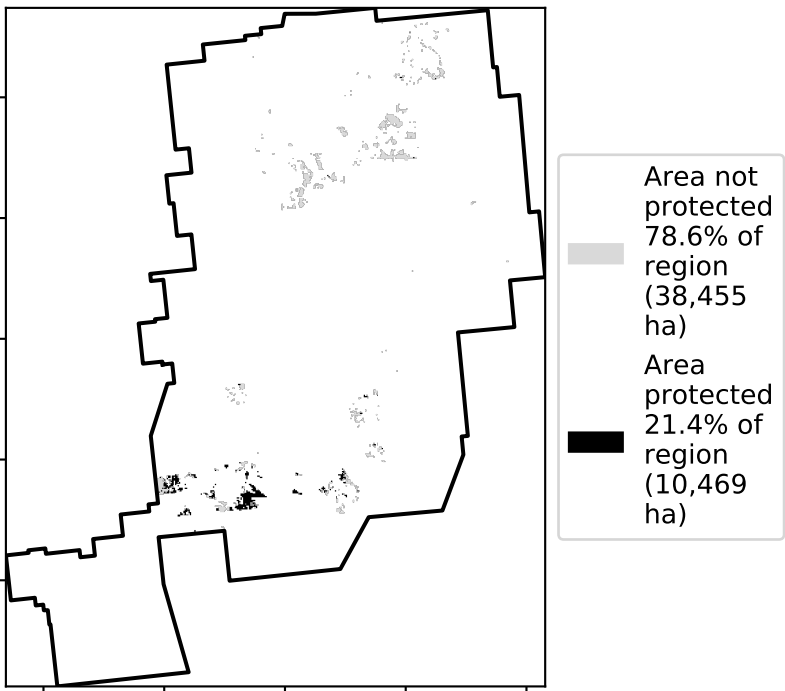 Area not
protected
78.6% of
region
(38,455
ha)
Area
protected
21.4% of
region
(10,469
ha)